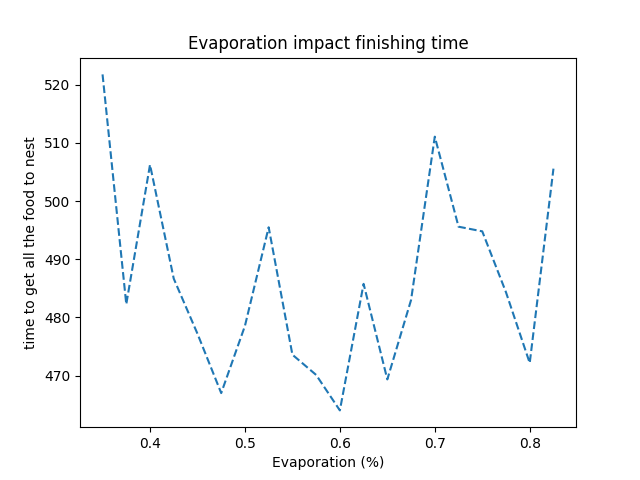 Evaporation impact finishing time
520
510
500
490
480
470
time to get all the food to nest
0.4 0.5 0.6 0.7 0.8
Evaporation (%)